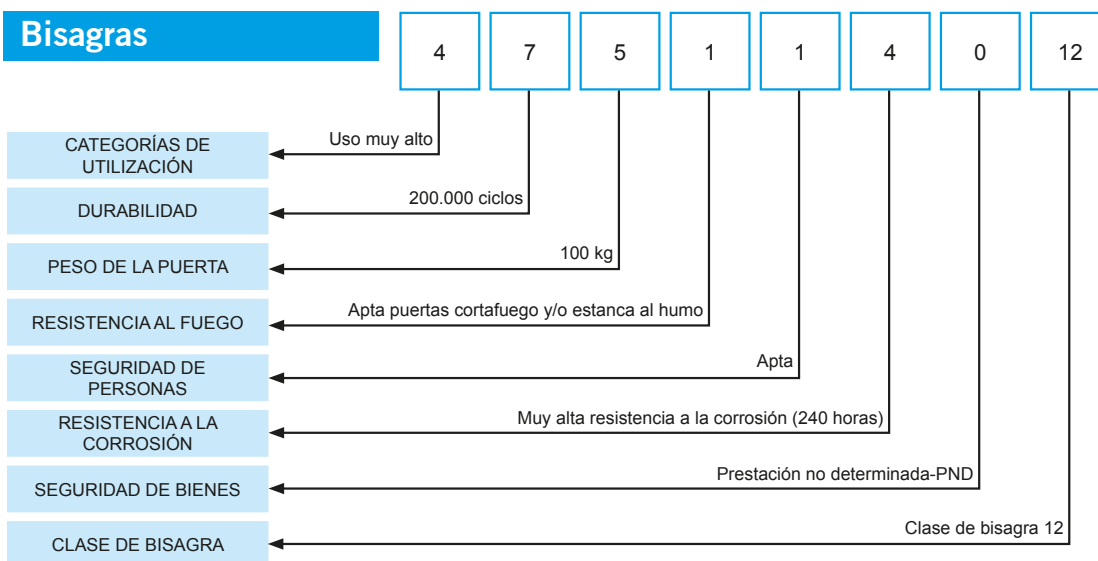 Bisagras
4 7 5 1 1 4 0 12
Uso muy alto
CATEGORÍAS DE
UTILIZACIÓN
200.000 ciclos
DURABILIDAD
100 kg
PESO DE LA PUERTA
Apta puertas cortafuego y/o estanca al humo
RESISTENCIA AL FUEGO
Apta
SEGURIDAD DE
PERSONAS
Muy alta resistencia a la corrosión (240 horas)
RESISTENCIA A LA
CORROSIÓN
Prestación no determinada-PND
SEGURIDAD DE BIENES
Clase de bisagra 12
CLASE DE BISAGRA